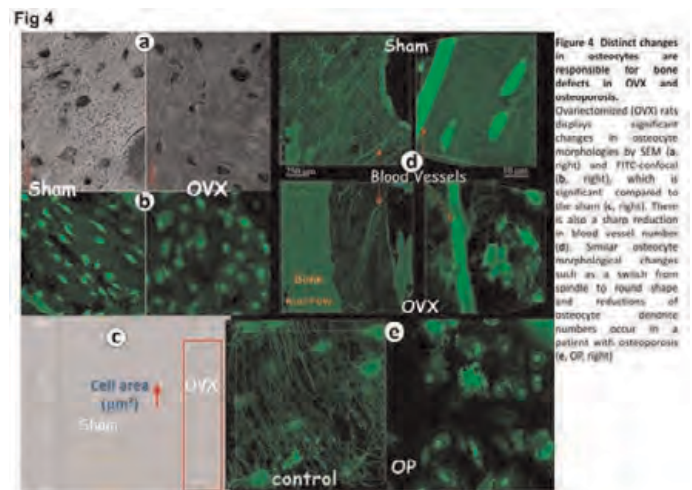 Fig 4
a
Sham
OVX
b
c
Cell area
(μm²)
Sham
OVX
Sham
d
Blood Vessels
Bone
marrow
OVX
e
control
OP
Figure 4 Distinct changes
in osteocytes are
responsible for bone
defects in OVX and
osteoporosis.
Ovariectomized (OVX) rats
displays significant
changes in osteocyte
morphologies by SEM (a,
right) and FITC-confocal
(b, right), which is
significant compared to
the sham (c, right). There
is also a sharp reduction
in blood vessel number
(d). Similar osteocyte
morphological changes
such as a switch from
spindle to round shape
and reductions of
osteocyte dendrite
numbers occur in a
patient with osteoporosis
(e, OP, right)